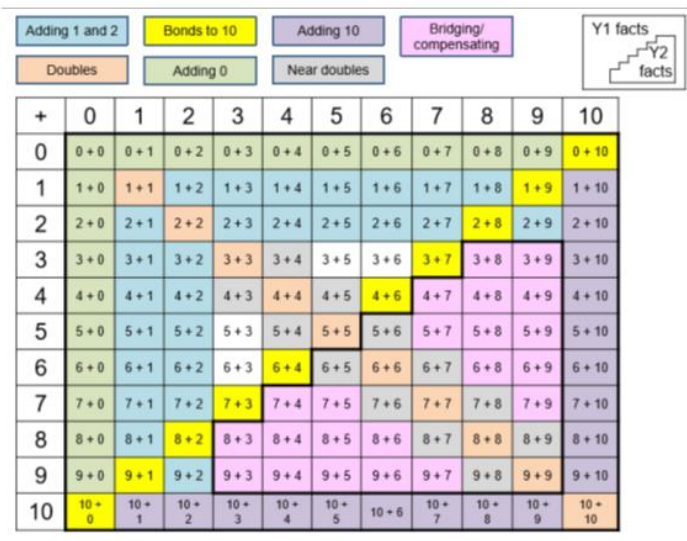 Adding 1 and 2
Bonds to 10
Adding 10
Bridging/
compensating
Y1 facts
Y2
facts
Doubles
Adding 0
Near doubles
+ 0 1 2 3 4 5 6 7 8 9 10
0 0 + 0 0 + 1 0 + 2 0 + 3 0 + 4 0 + 5 0 + 6 0 + 7 0 + 8 0 + 9 0 + 10
1 1 + 0 1 + 1 1 + 2 1 + 3 1 + 4 1 + 5 1 + 6 1 + 7 1 + 8 1 + 9 1 + 10
2 2 + 0 2 + 1 2 + 2 2 + 3 2 + 4 2 + 5 2 + 6 2 + 7 2 + 8 2 + 9 2 + 10
3 3 + 0 3 + 1 3 + 2 3 + 3 3 + 4 3 + 5 3 + 6 3 + 7 3 + 8 3 + 9 3 + 10
4 4 + 0 4 + 1 4 + 2 4 + 3 4 + 4 4 + 5 4 + 6 4 + 7 4 + 8 4 + 9 4 + 10
5 5 + 0 5 + 1 5 + 2 5 + 3 5 + 4 5 + 5 5 + 6 5 + 7 5 + 8 5 + 9 5 + 10
6 6 + 0 6 + 1 6 + 2 6 + 3 6 + 4 6 + 5 6 + 6 6 + 7 6 + 8 6 + 9 6 + 10
7 7 + 0 7 + 1 7 + 2 7 + 3 7 + 4 7 + 5 7 + 6 7 + 7 7 + 8 7 + 9 7 + 10
8 8 + 0 8 + 1 8 + 2 8 + 3 8 + 4 8 + 5 8 + 6 8 + 7 8 + 8 8 + 9 8 + 10
9 9 + 0 9 + 1 9 + 2 9 + 3 9 + 4 9 + 5 9 + 6 9 + 7 9 + 8 9 + 9 9 + 10
10 10 + 0 10 + 1 10 + 2 10 + 3 10 + 4 10 + 5 10 + 6 10 + 7 10 + 8 10 + 9 10 + 10